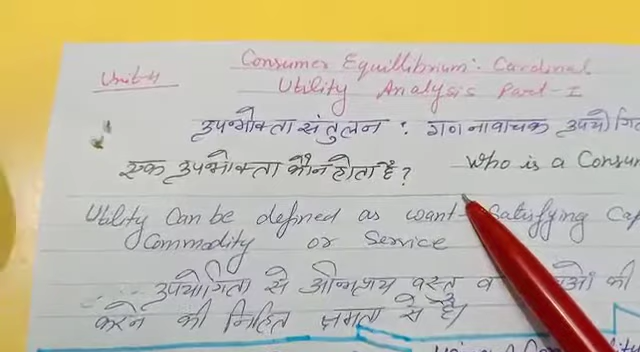 Unit-4
Consumer Equillibrium: Cardinal
Utility Analysis Part-I
उपभोक्ता संतुलन : गणनावाचक
एक उपभोक्ता कौन होता है? Who is a
Utility Can be defined as want-Satisfying
Commodity or Service
उपयोगिता से अभिप्राय वस्तु व की
करने की निहित क्षमता से है।